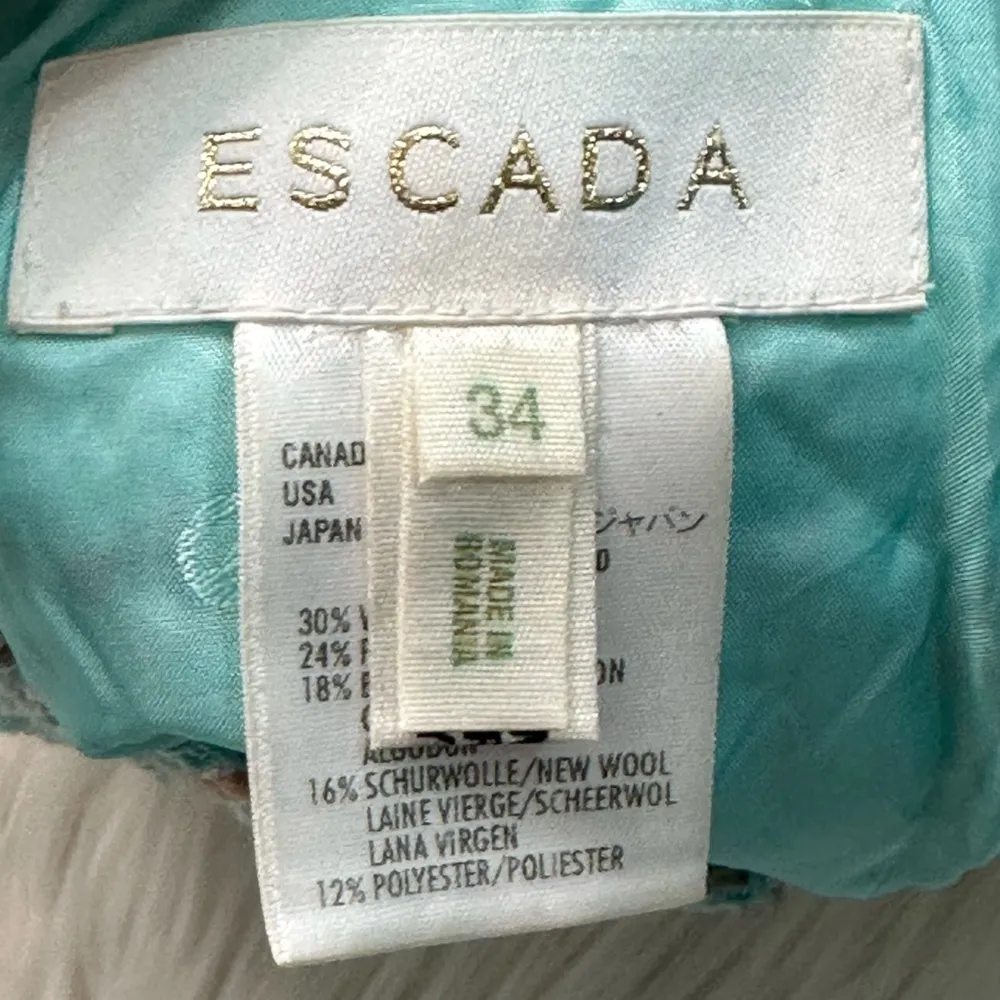 ESCADA
34
CANAD
USA
JAPAN ジャパン
MADE IN
ROMANIA
30%
24%
18%
ALGODON
16% SCHURWOLLE/NEW WOOL
LAINE VIERGE/SCHEERWOL
LANA VIRGEN
12% POLYESTER/POLIESTER